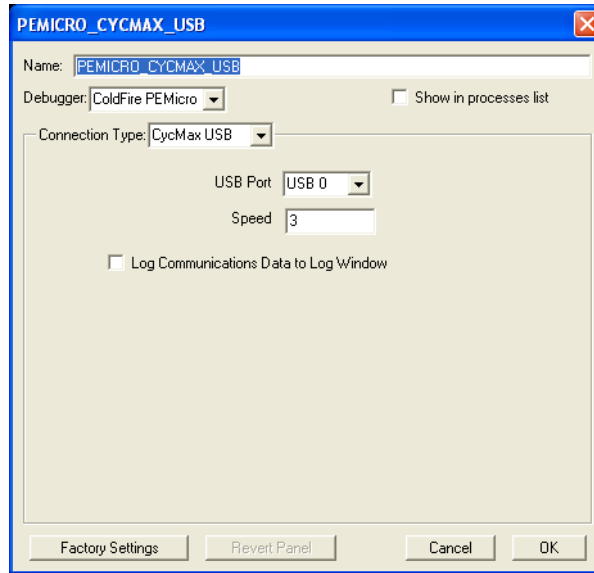 PEMICRO_CYCMAX_USB
Name: PEMICRO_CYCMAX_USB
Debugger: ColdFire PEMicro Show in processes list
Connection Type: CycMax USB
USB Port USB 0
Speed 3
Log Communications Data to Log Window
Factory Settings Revert Panel Cancel OK